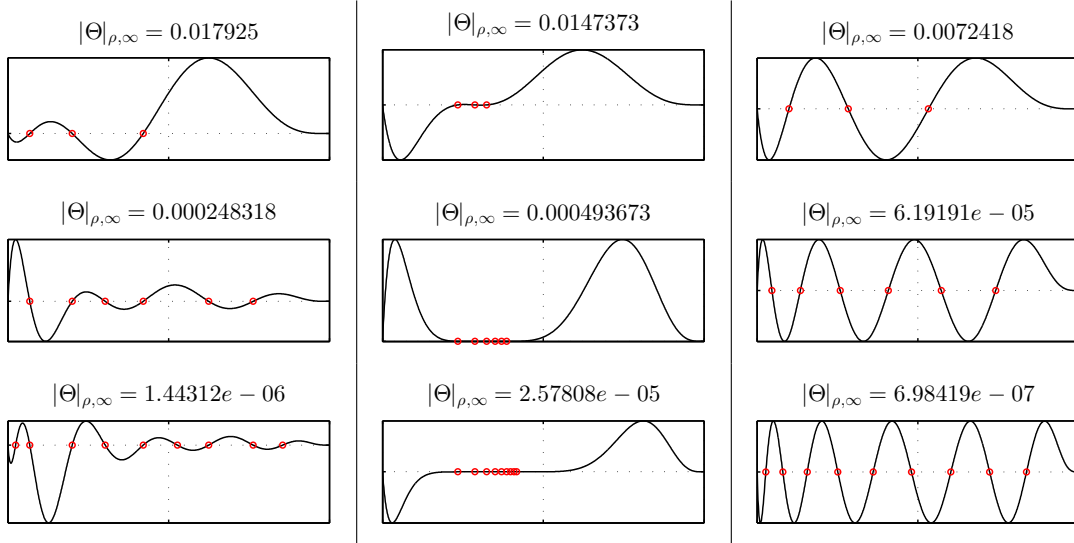 |Θ|ρ,∞ = 0.017925
|Θ|ρ,∞ = 0.0147373
|Θ|ρ,∞ = 0.0072418
|Θ|ρ,∞ = 0.000248318
|Θ|ρ,∞ = 0.000493673
|Θ|ρ,∞ = 6.19191e − 05
|Θ|ρ,∞ = 1.44312e − 06
|Θ|ρ,∞ = 2.57808e − 05
|Θ|ρ,∞ = 6.98419e − 07